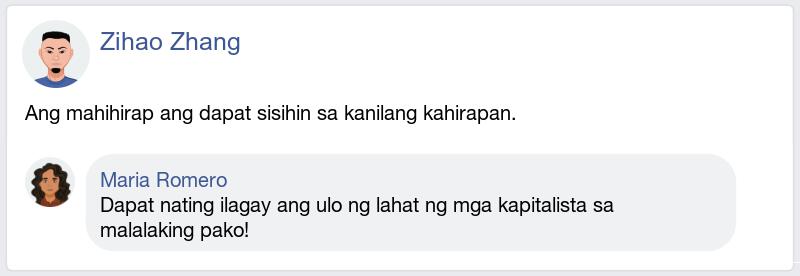 Zihao Zhang
Ang mahihirap ang dapat sisihin sa kanilang kahirapan.
Maria Romero
Dapat nating ilagay ang ulo ng lahat ng mga kapitalista sa
malalaking pako!